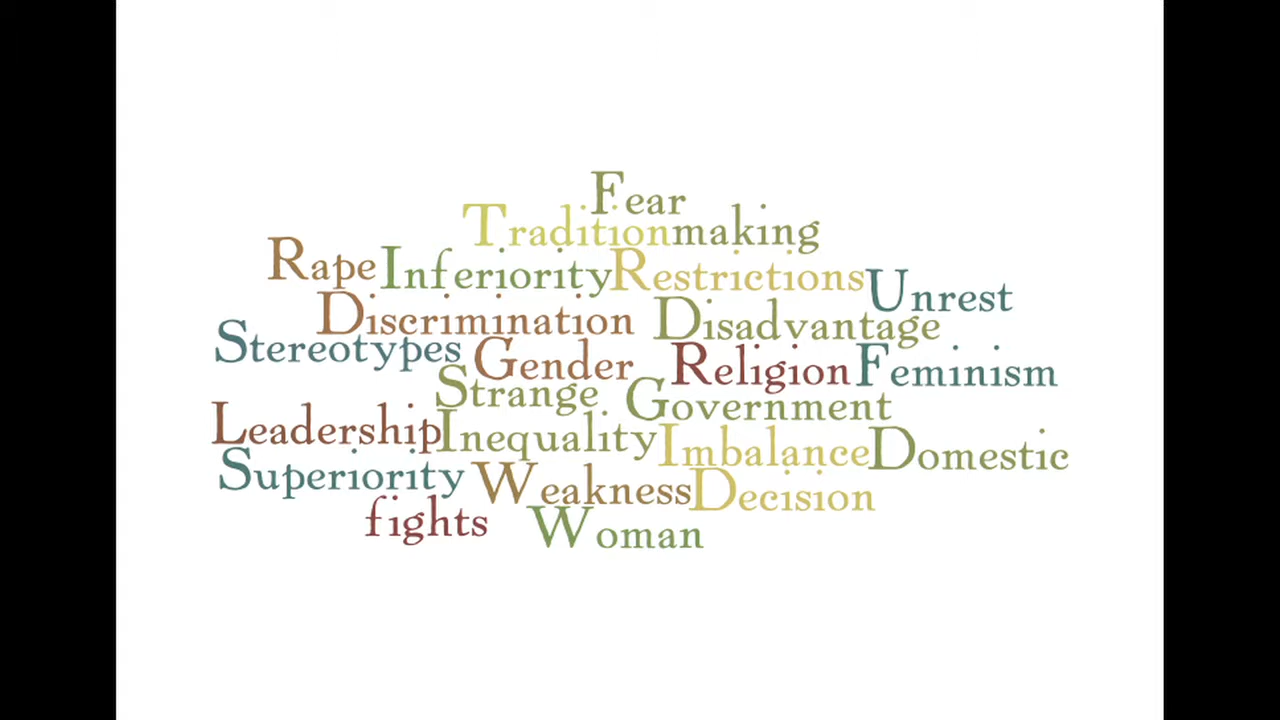 Fear
Traditionmaking
Rape Inferiority Restrictions Unrest
Discrimination Disadvantage
Stereotypes Gender Religion Feminism
Strange Government
Leadership Inequality Imbalance Domestic
Superiority Weakness Decision
fights Woman